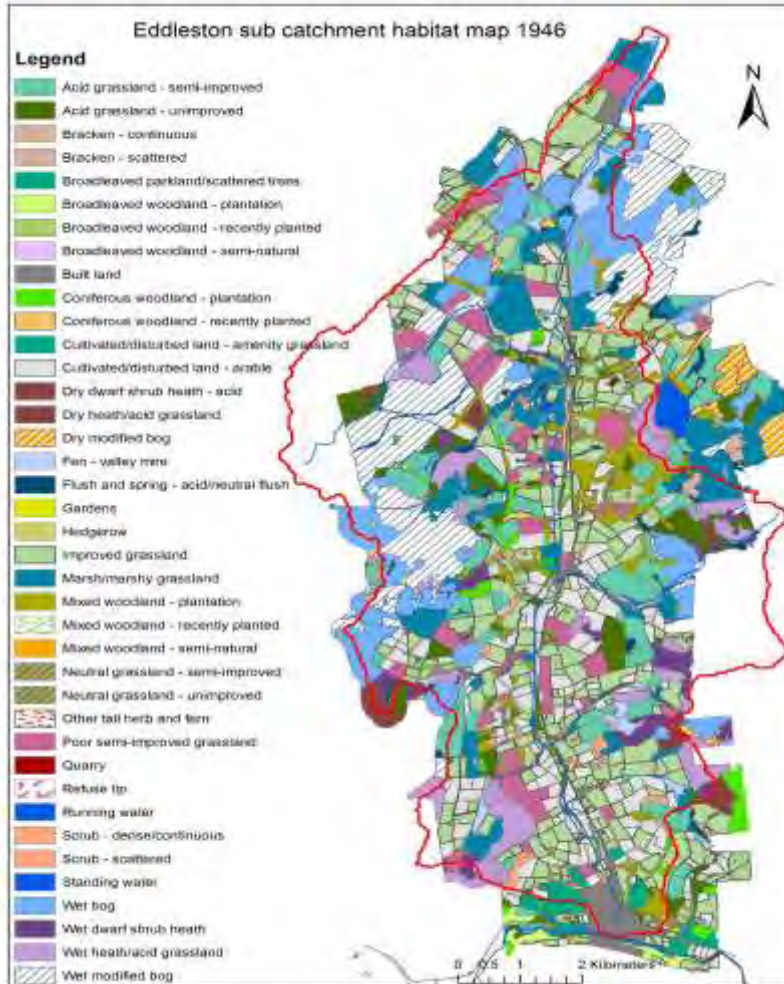 Eddleston sub catchment habitat map 1946
Legend
N
Acid grassland - semi-improved
Acid grassland - unimproved
Bracken - continuous
Bracken - scattered
Broadleaved parkland/scattered trees
Broadleaved woodland - plantation
Broadleaved woodland - recently planted
Broadleaved woodland - semi-natural
Built land
Coniferous woodland - plantation
Coniferous woodland - recently planted
Cultivated/disturbed land - amenity grassland
Cultivated/disturbed land - arable
Dry dwarf shrub heath - acid
Dry heath/acid grassland
Dry modified bog
Fen - valley mire
Flush and spring - acid/neutral flush
Gardens
Hedgerow
Improved grassland
Marsh/marshy grassland
Mixed woodland - plantation
Mixed woodland - recently planted
Mixed woodland - semi-natural
Neutral grassland - semi-improved
Neutral grassland - unimproved
Other tall herb and fern
Poor semi-improved grassland
Quarry
Refuse tip
Running water
Scrub - dense/continuous
Scrub - scattered
Standing water
Wet bog
Wet dwarf shrub heath
Wet heath/acid grassland
Wet modified bog
0 0.5 1 2 Kilometers